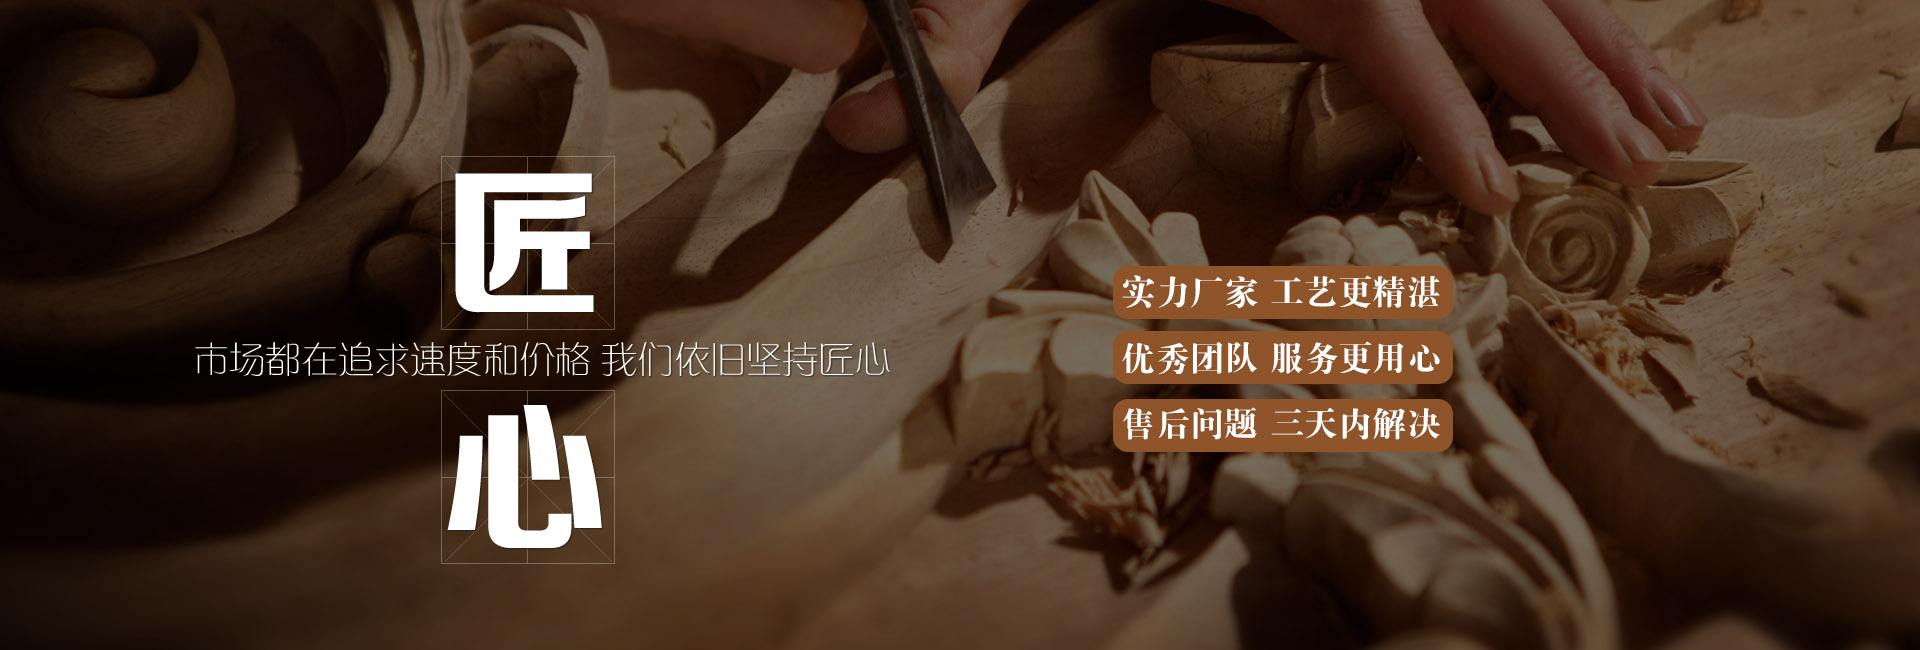 匠
市场都在追求速度和价格 我们依旧坚持匠心
心
实力厂家 工艺更精湛
优秀团队 服务更用心
售后问题 三天内解决